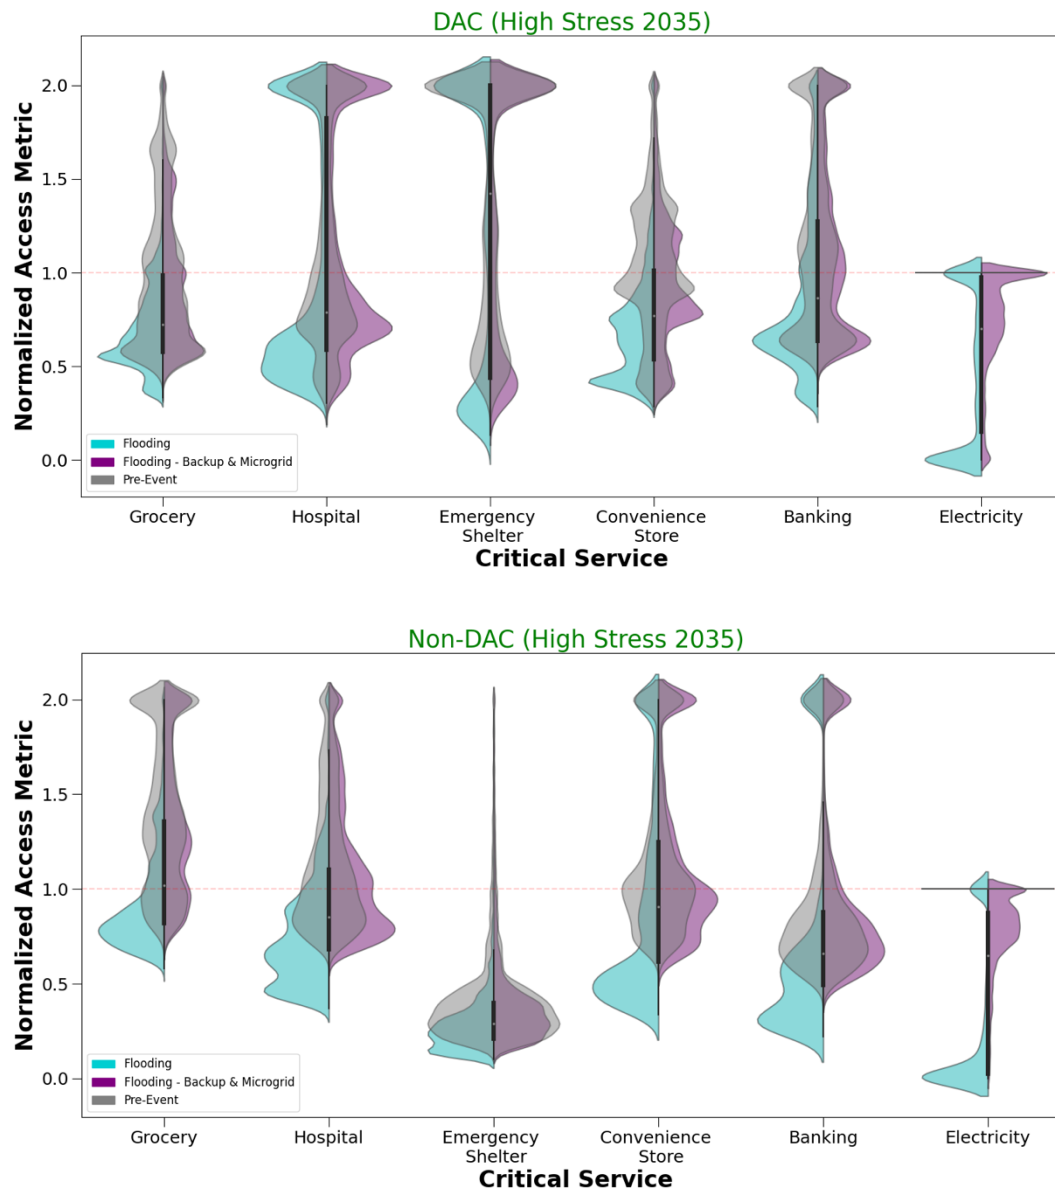 DAC (High Stress 2035)
Normalized Access Metric
2.0
1.5
1.0
0.5
0.0
Flooding
Flooding - Backup & Microgrid
Pre-Event
Grocery
Hospital
Emergency
Shelter
Convenience
Store
Banking
Electricity
Critical Service
Non-DAC (High Stress 2035)
Normalized Access Metric
2.0
1.5
1.0
0.5
0.0
Flooding
Flooding - Backup & Microgrid
Pre-Event
Grocery
Hospital
Emergency
Shelter
Convenience
Store
Banking
Electricity
Critical Service